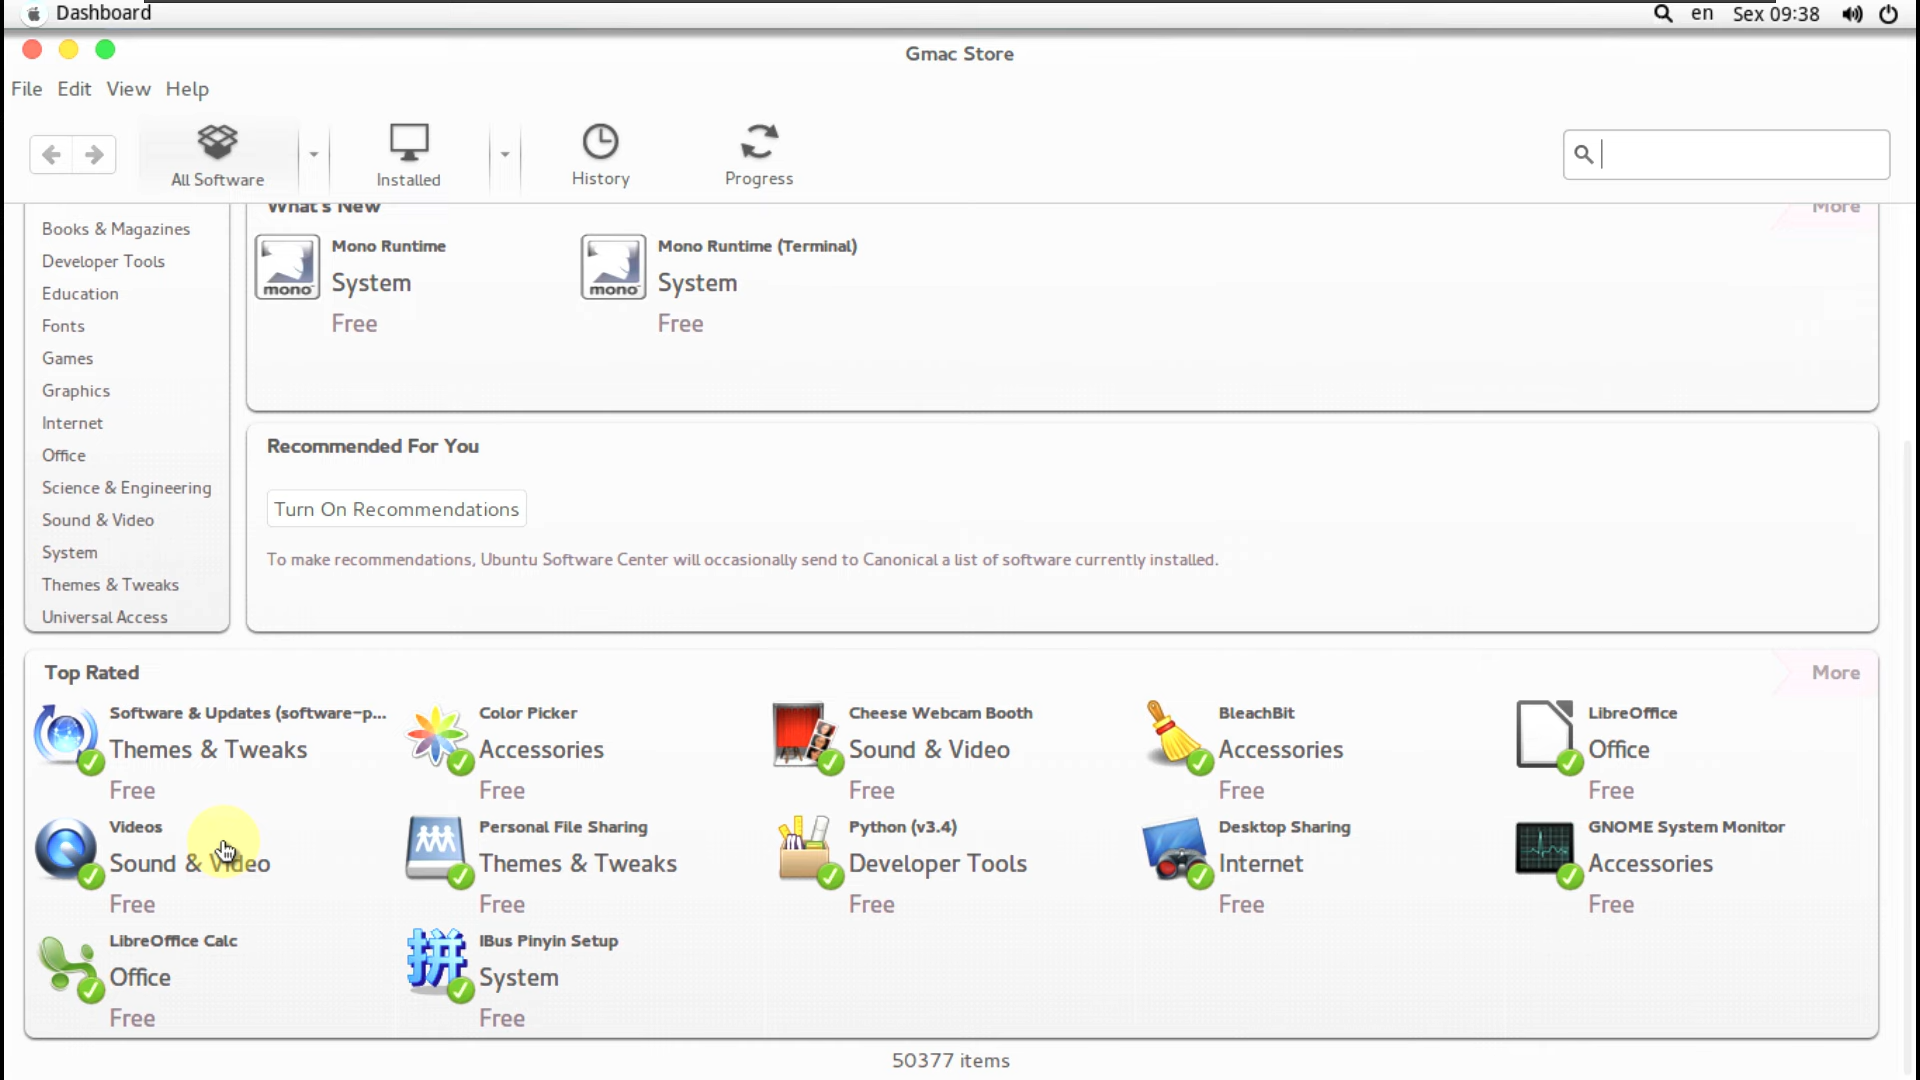 Dashboard
en Sex 09:38
Gmac Store
File Edit View Help
All Software
Installed
History
Progress
Books & Magazines
Developer Tools
Education
Fonts
Games
Graphics
Internet
Office
Science & Engineering
Sound & Video
System
Themes & Tweaks
Universal Access
What's New
More
Mono Runtime
System
Free
mono
Mono Runtime (Terminal)
System
Free
mono
Recommended For You
Turn On Recommendations
To make recommendations, Ubuntu Software Center will occasionally send to Canonical a list of software currently installed.
Top Rated
More
Software & Updates (software-p...
Themes & Tweaks
Free
Color Picker
Accessories
Free
Cheese Webcam Booth
Sound & Video
Free
BleachBit
Accessories
Free
LibreOffice
Office
Free
Videos
Sound & Video
Free
Personal File Sharing
Themes & Tweaks
Free
Python (v3.4)
Developer Tools
Free
Desktop Sharing
Internet
Free
GNOME System Monitor
Accessories
Free
LibreOffice Calc
Office
Free
拼
IBus Pinyin Setup
System
Free
50377 items